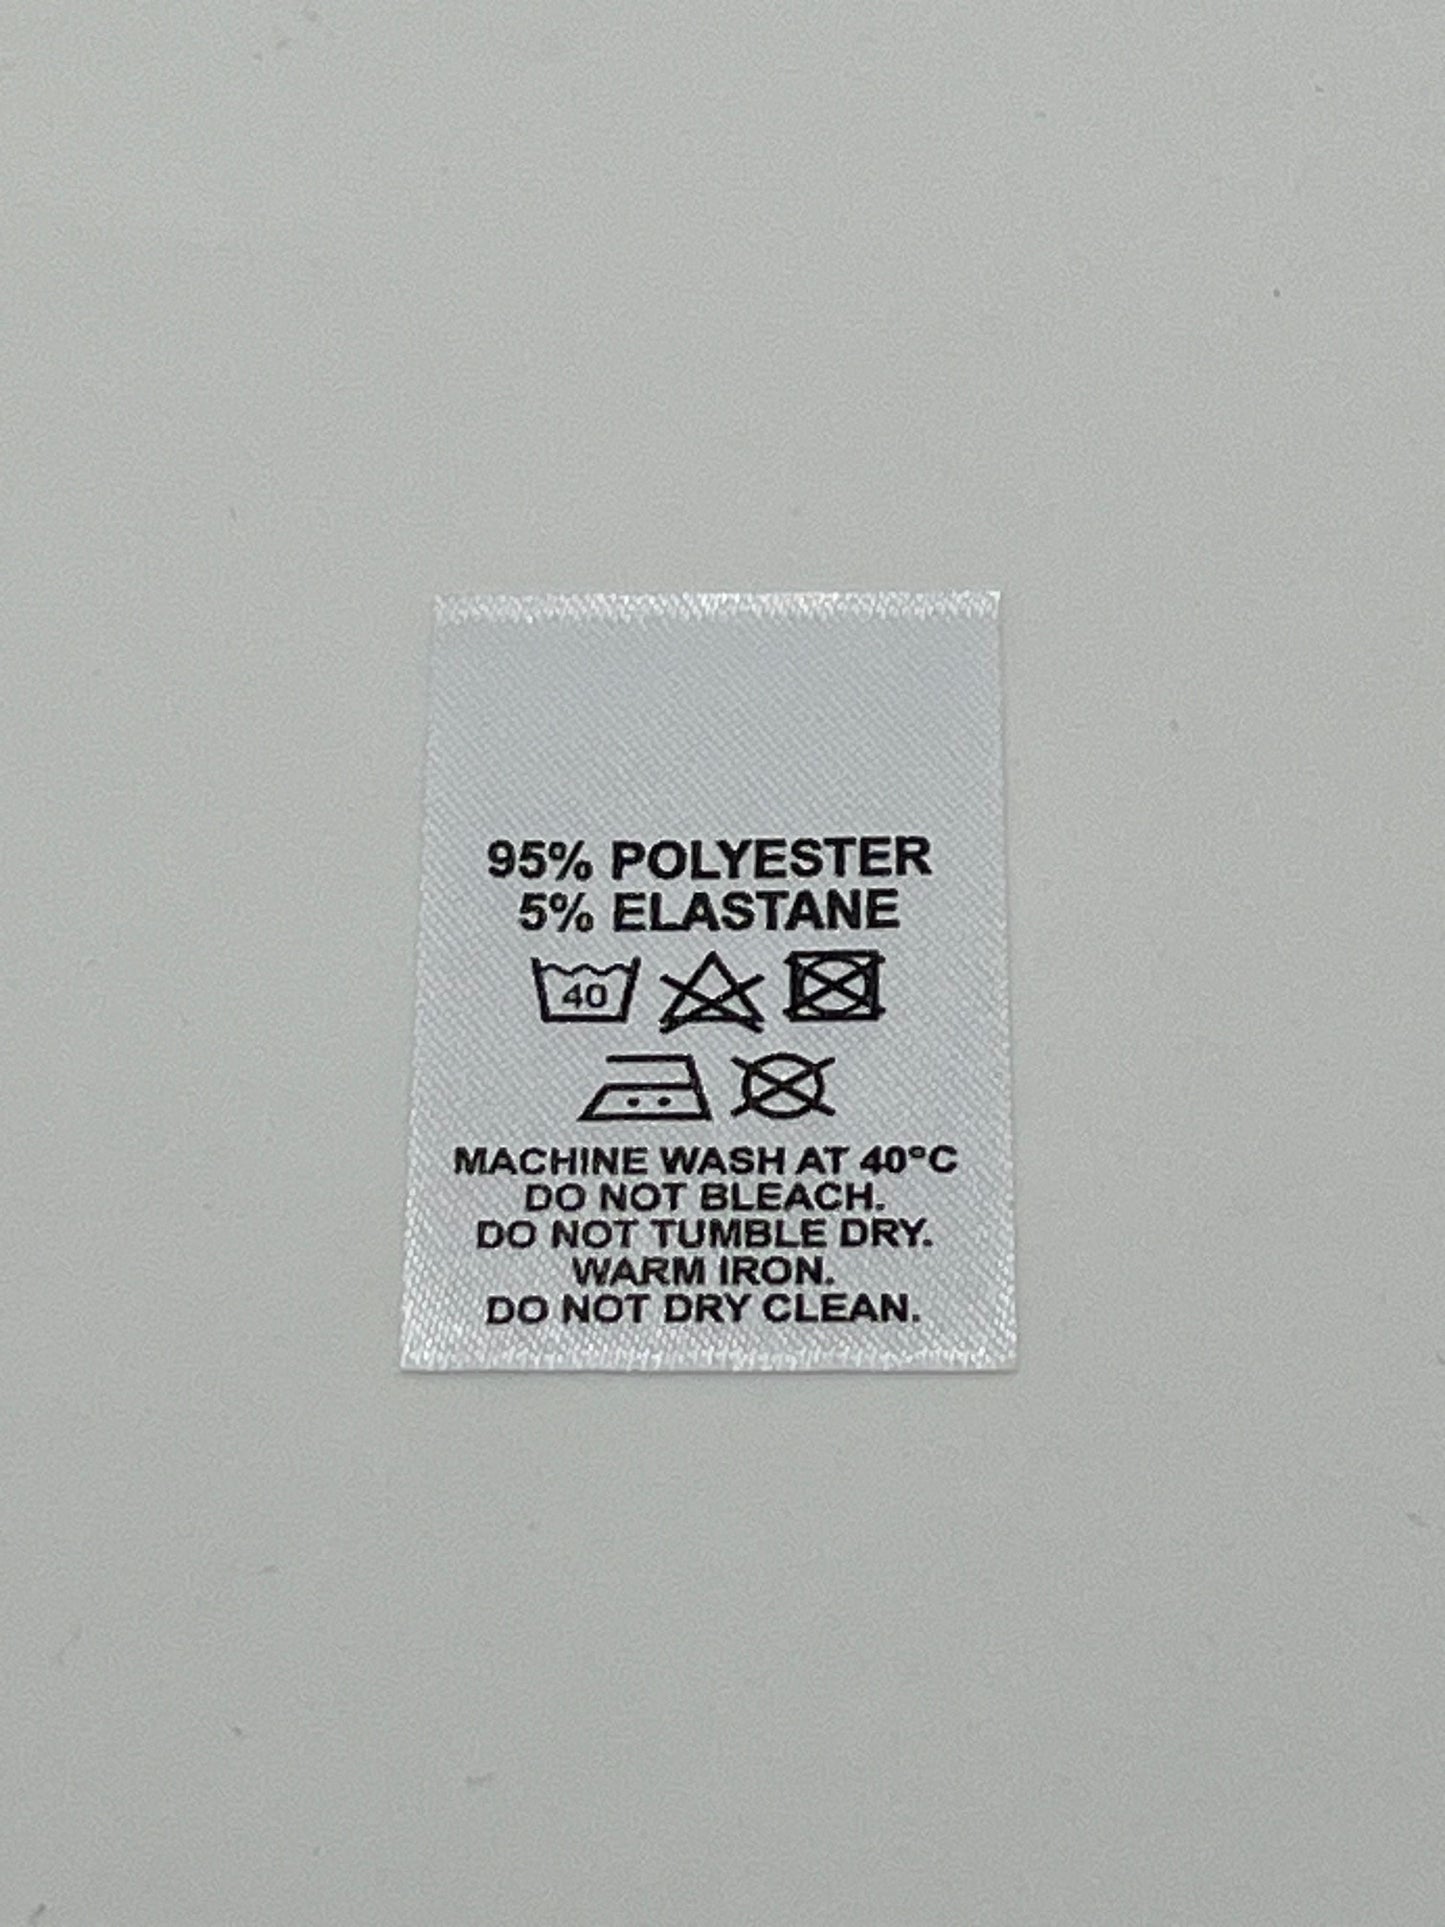 95% POLYESTER
5% ELASTANE
40
MACHINE WASH AT 40°C
DO NOT BLEACH.
DO NOT TUMBLE DRY.
WARM IRON.
DO NOT DRY CLEAN.